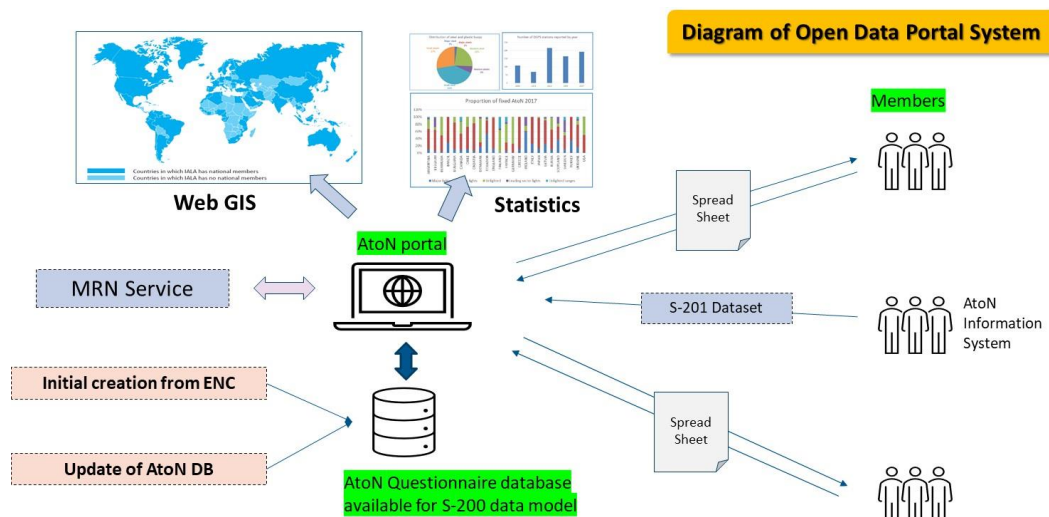 Diagram of Open Data Portal System
Countries in which IALA has national members
Countries in which IALA has no national members
Web GIS
Number of
Proportion of fixed AtoN 2017
Statistics
Members
AtoN portal
Spread
Sheet
MRN Service
S-201 Dataset
AtoN
Information
System
Initial creation from ENC
Update of AtoN DB
Spread
Sheet
AtoN Questionnaire database
available for S-200 data model